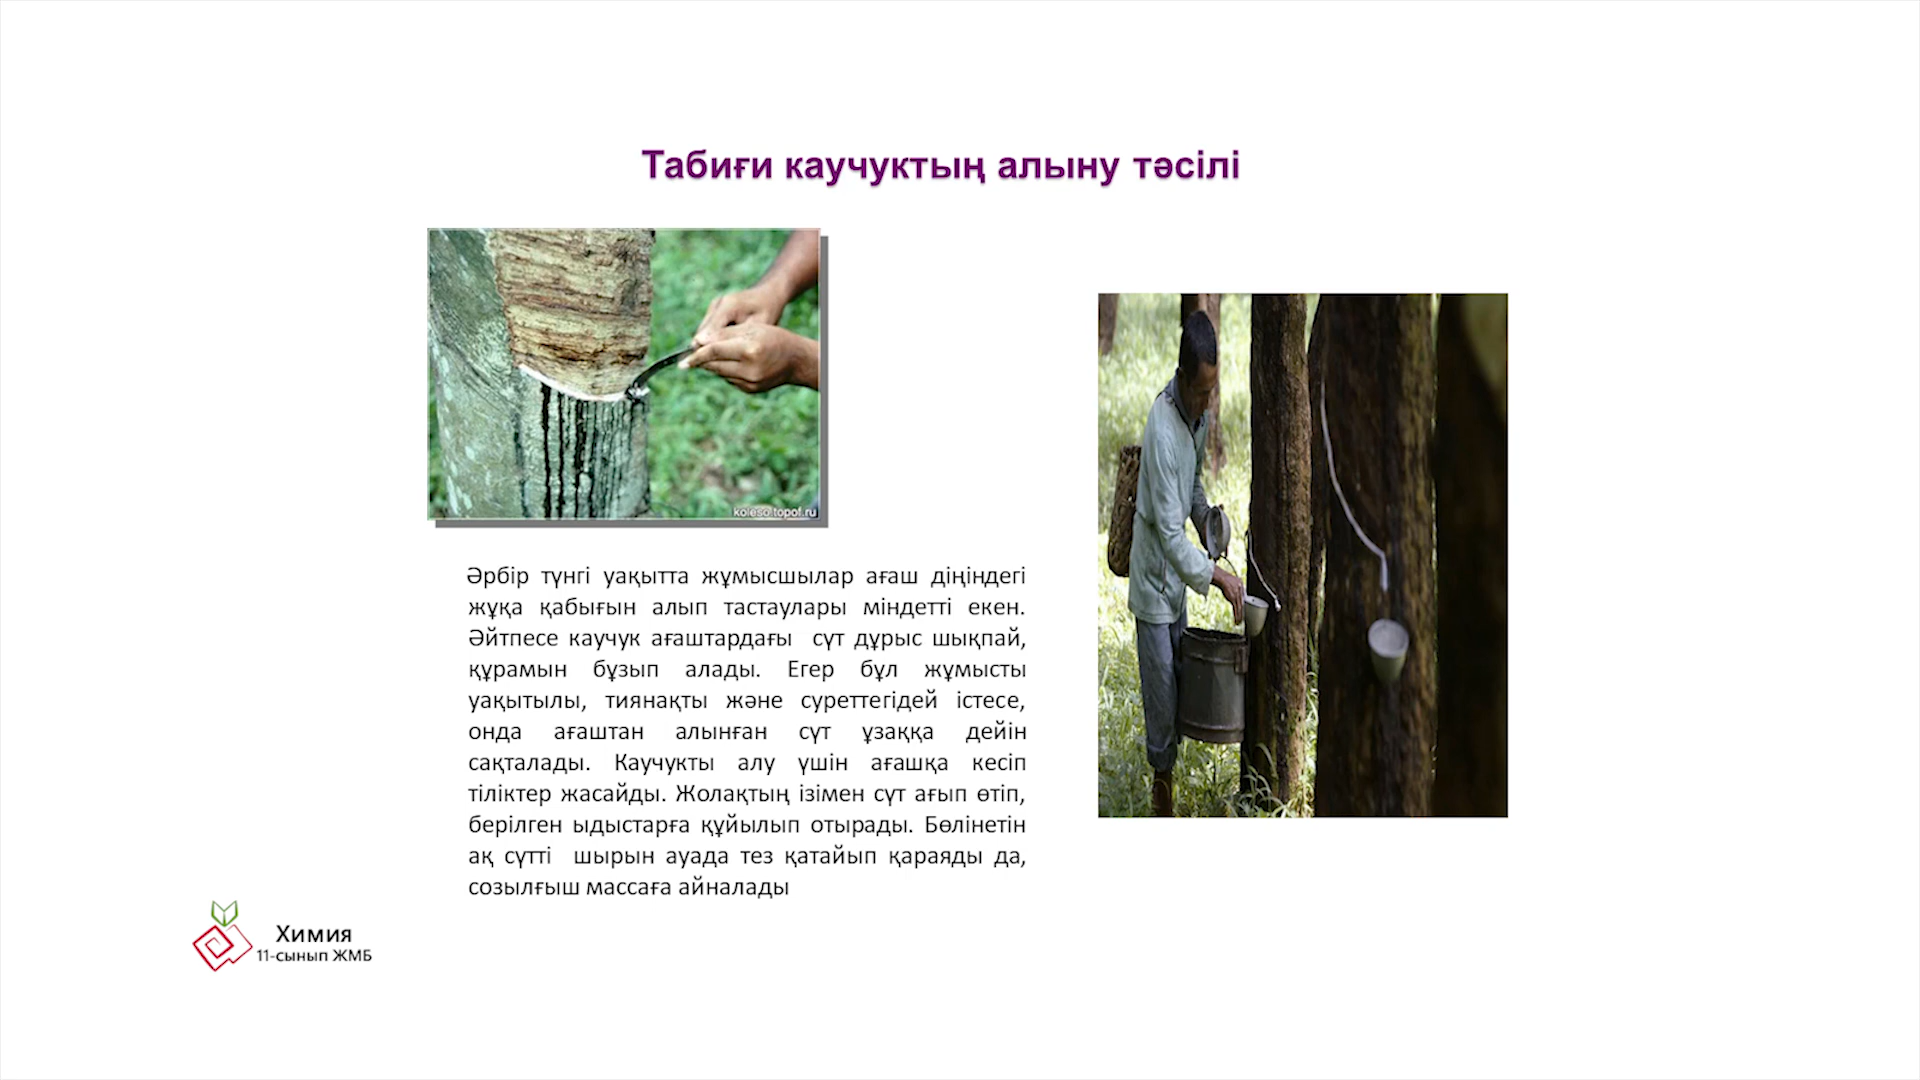 Табиғи каучуктың алыну тәсілі
koleso.topof.ru
Әрбір түнгі уақытта жұмысшылар ағаш діңіндегі
жұқа қабығын алып тастаулары міндетті екен.
Әйтпесе каучук ағаштардағы сүт дұрыс шықпай,
құрамын бұзып алады. Егер бұл жұмысты
уақытылы, тиянақты және суреттегідей істесе,
онда ағаштан алынған сүт ұзаққа дейін
сақталады. Каучукты алу үшін ағашқа кесіп
тіліктер жасайды. Жолақтың ізімен сүт ағып өтіп,
берілген ыдыстарға құйылып отырады. Бөлінетін
ақ сүтті шырын ауада тез қатайып қараяды да,
созылғыш массаға айналады
Химия
11-сынып ЖМБ